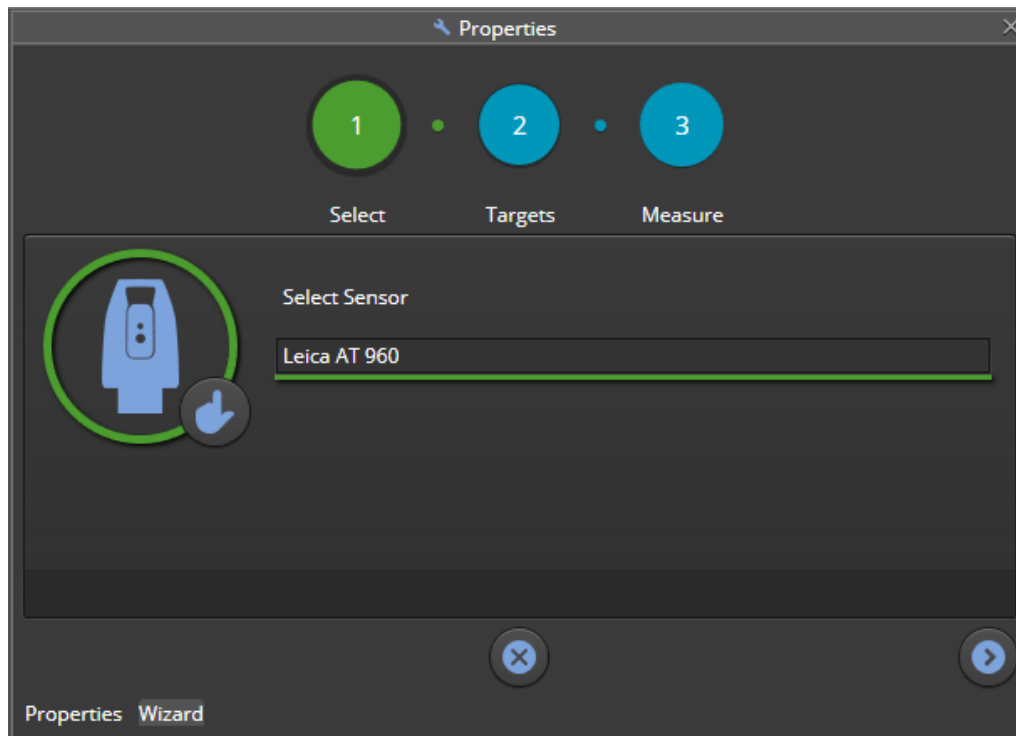 Properties
1 2 3
Select Targets Measure
Select Sensor
Leica AT 960
Properties Wizard